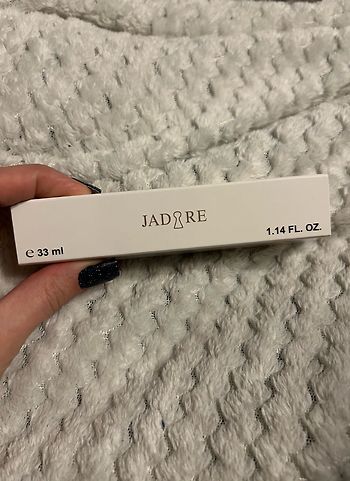 JADORE
℮ 33 ml
1.14 FL. OZ.